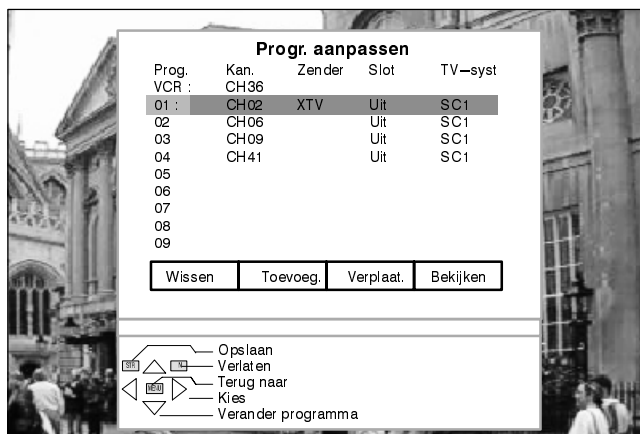 Progr. aanpassen
Prog. Kan. Zender Slot TV-syst
VCR : CH36
01 : CH02 XTV Uit SC1
02 CH06 Uit SC1
03 CH09 Uit SC1
04 CH41 Uit SC1
05
06
07
08
09
Wissen Toevoeg. Verplaat. Bekijken
Opslaan
STR N Verlaten
MENU Terug naar
Kies
Verander programma